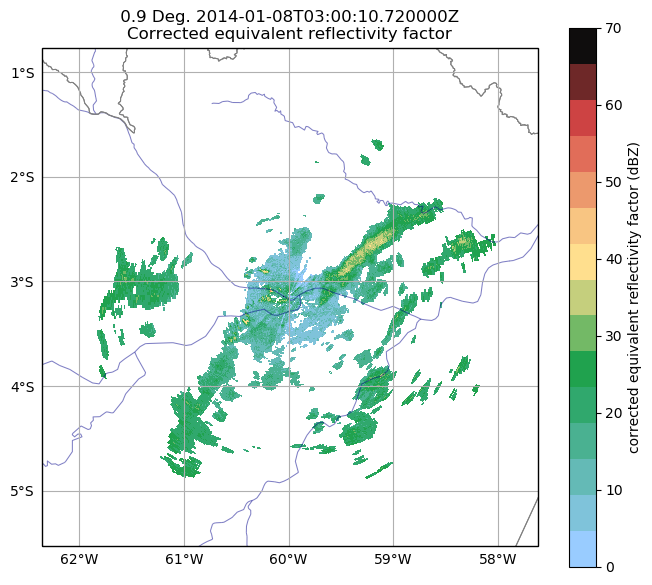 0.9 Deg. 2014-01-08T03:00:10.720000Z
Corrected equivalent reflectivity factor
1°S
2°S
3°S
4°S
5°S
62°W
61°W
60°W
59°W
58°W
70
60
50
40
30
20
10
0
corrected equivalent reflectivity factor (dBZ)